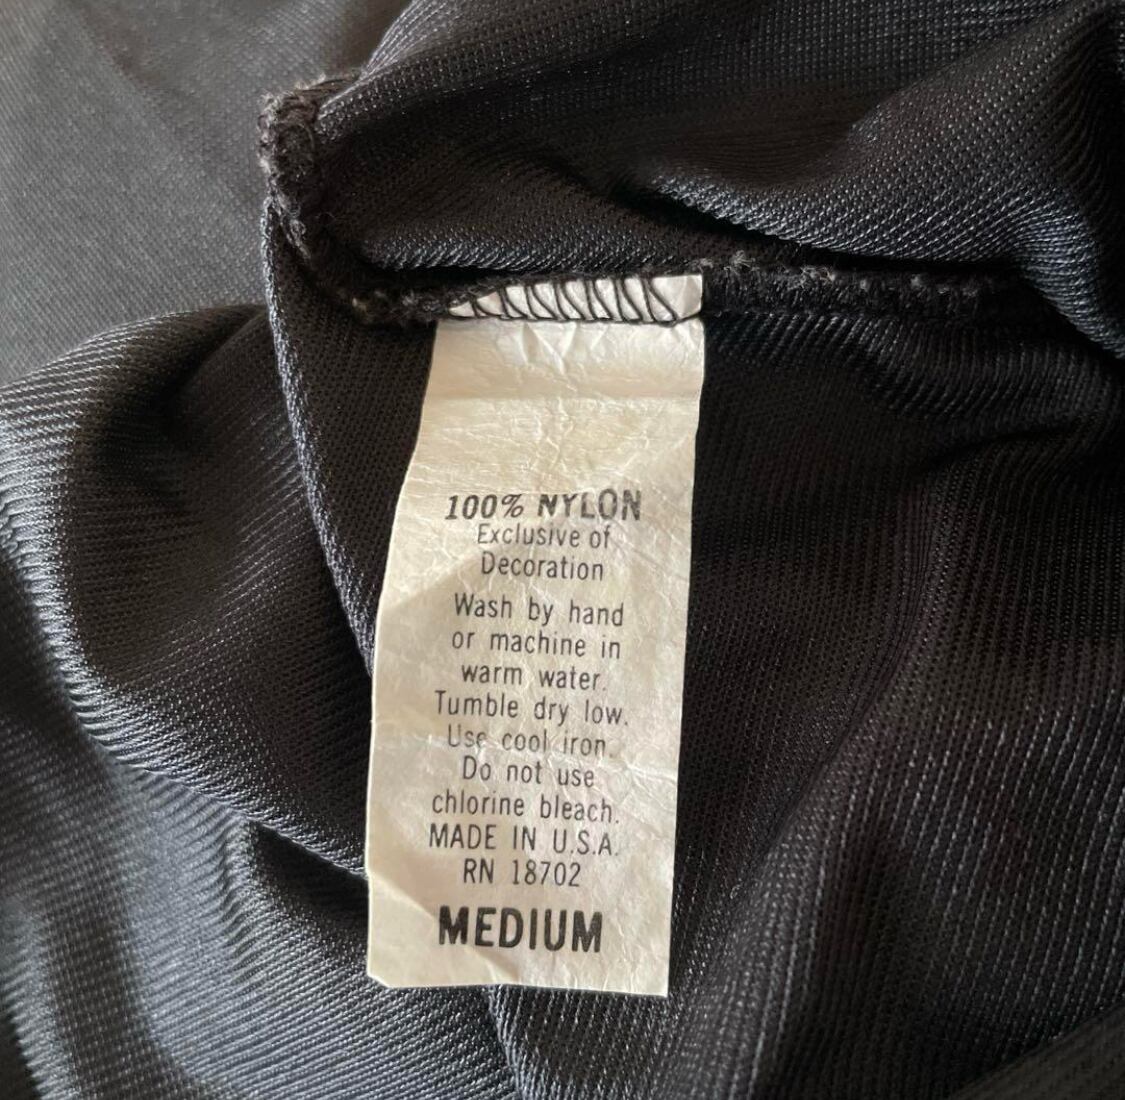 100% NYLON
Exclusive of
Decoration
Wash by hand
or machine in
warm water.
Tumble dry low.
Use cool iron.
Do not use
chlorine bleach.
MADE IN U.S.A.
RN 18702
MEDIUM